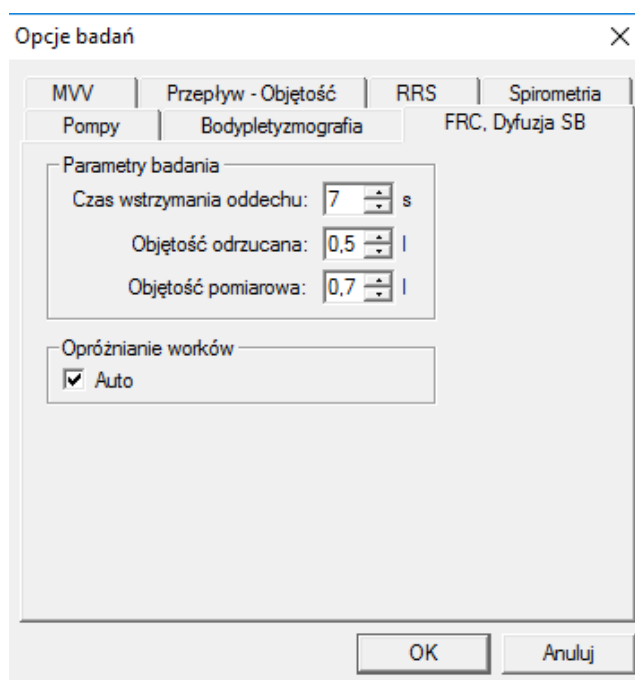 Opcje badań
MVV Przepływ - Objętość RRS Spirometria
Pompy Bodypletyzmografia FRC, Dyfuzja SB
Parametry badania
Czas wstrzymania oddechu: 7 s
Objętość odrzucana: 0,5 l
Objętość pomiarowa: 0,7 l
Opróżnianie worków
Auto
OK Anuluj